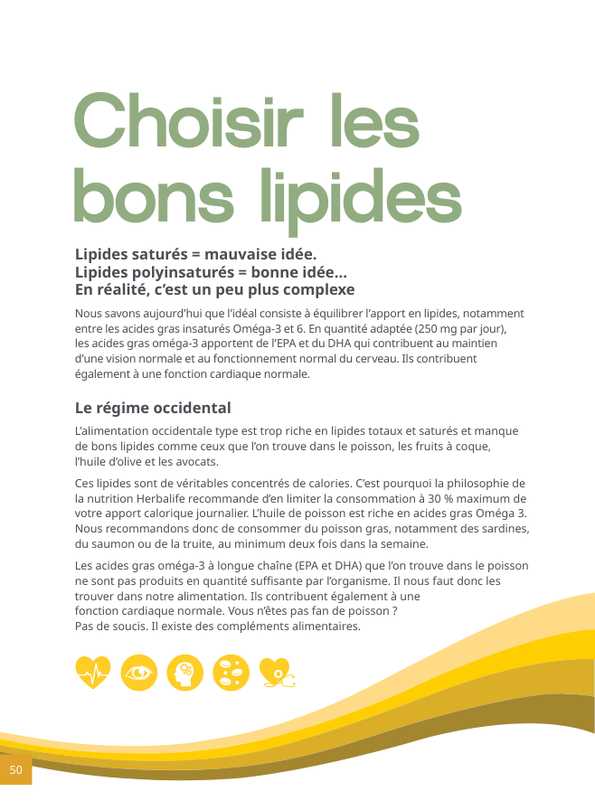 Choisir les
bons lipides
Lipides saturés = mauvaise idée.
Lipides polyinsaturés = bonne idée...
En réalité, c’est un peu plus complexe
Nous savons aujourd’hui que l’idéal consiste à équilibrer l’apport en lipides, notamment
entre les acides gras insaturés Oméga-3 et 6. En quantité adaptée (250 mg par jour),
les acides gras oméga-3 apportent de l’EPA et du DHA qui contribuent au maintien
d’une vision normale et au fonctionnement normal du cerveau. Ils contribuent
également à une fonction cardiaque normale.
Le régime occidental
L’alimentation occidentale type est trop riche en lipides totaux et saturés et manque
de bons lipides comme ceux que l’on trouve dans le poisson, les fruits à coque,
l’huile d’olive et les avocats.
Ces lipides sont de véritables concentrés de calories. C’est pourquoi la philosophie de
la nutrition Herbalife recommande d’en limiter la consommation à 30 % maximum de
votre apport calorique journalier. L’huile de poisson est riche en acides gras Oméga 3.
Nous recommandons donc de consommer du poisson gras, notamment des sardines,
du saumon ou de la truite, au minimum deux fois dans la semaine.
Les acides gras oméga-3 à longue chaîne (EPA et DHA) que l’on trouve dans le poisson
ne sont pas produits en quantité suffisante par l’organisme. Il nous faut donc les
trouver dans notre alimentation. Ils contribuent également à une
fonction cardiaque normale. Vous n’êtes pas fan de poisson ?
Pas de soucis. Il existe des compléments alimentaires.
50